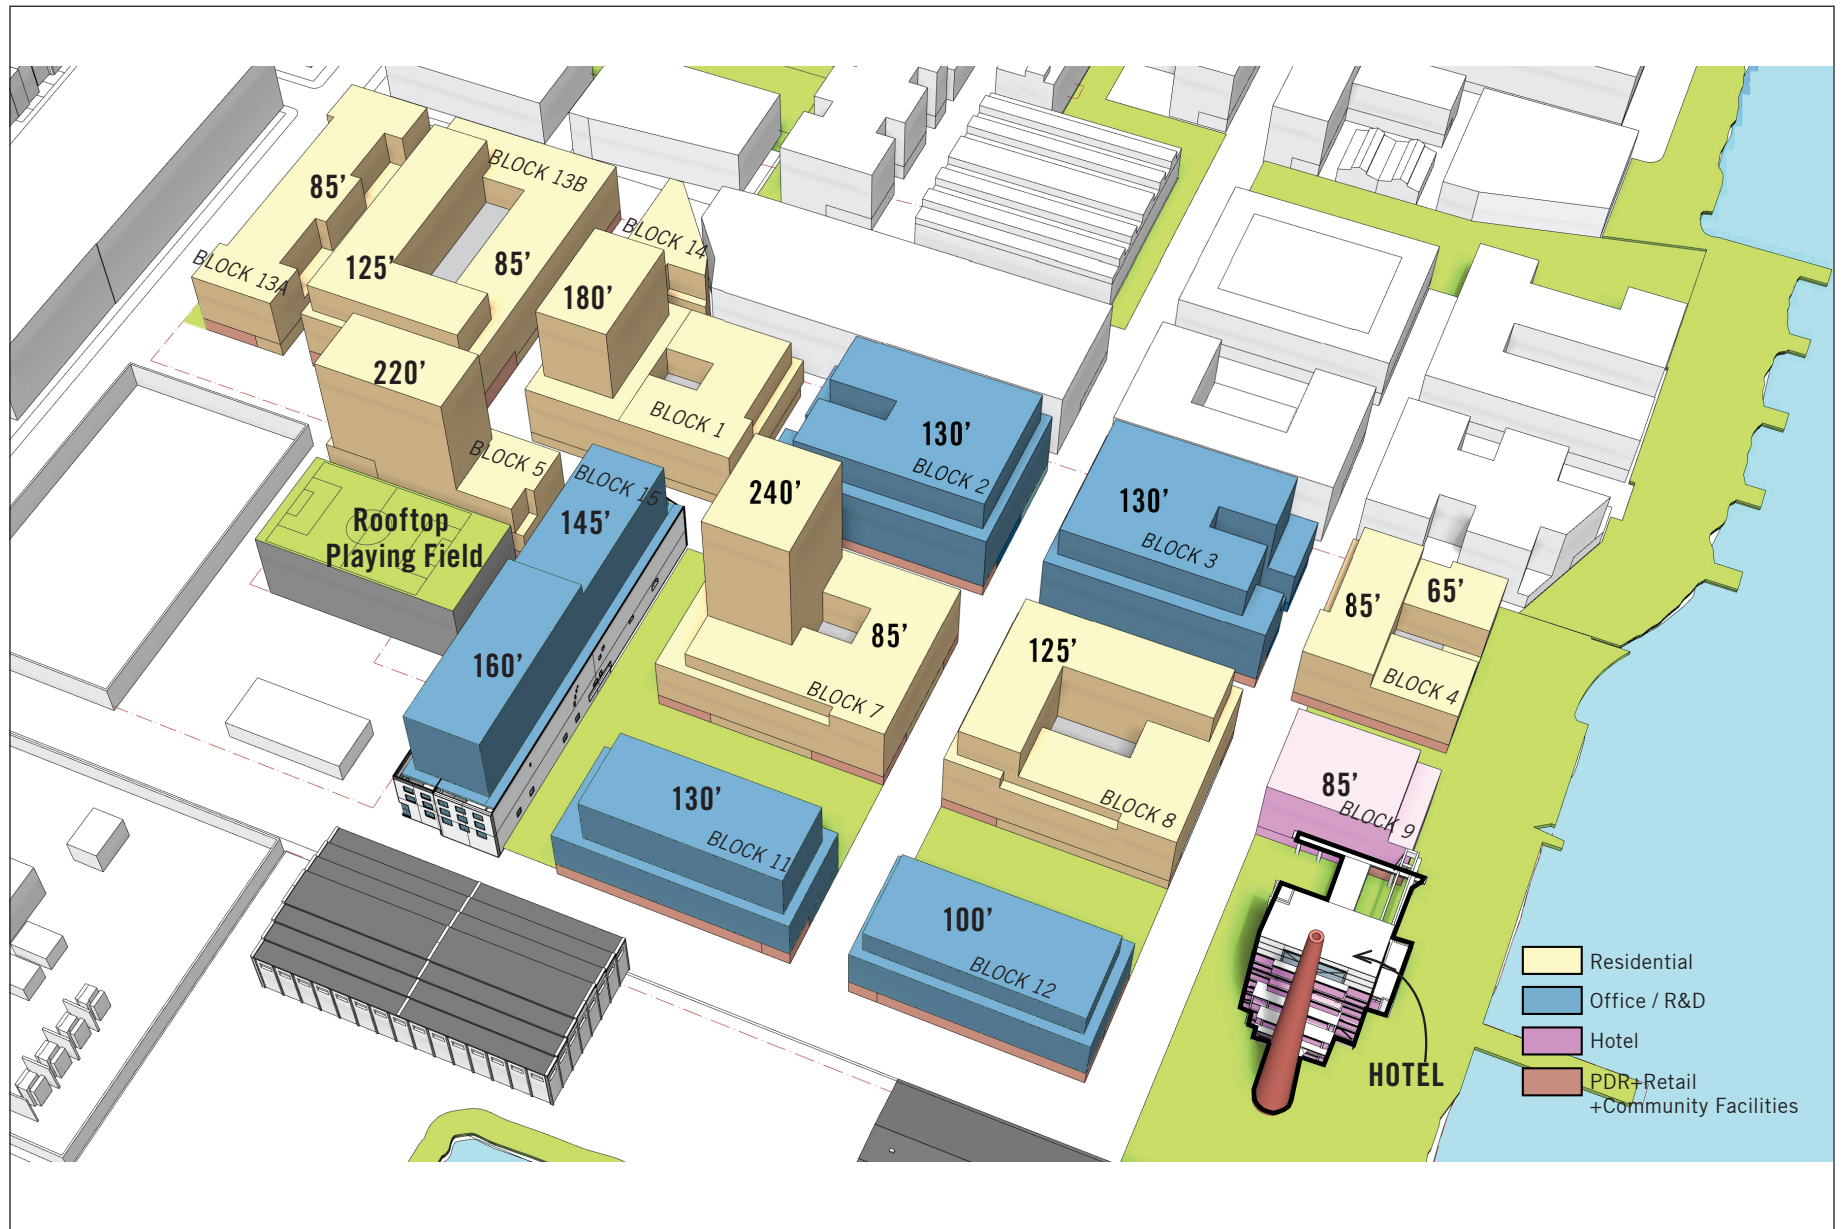 BLOCK 13B
85’
BLOCK 14
BLOCK 13A
125’
85’
180’
220’
BLOCK 1
130’
BLOCK 2
BLOCK 5
BLOCK 15
240’
130’
145’
Rooftop
Playing Field
BLOCK 3
65’
85’
85’
125’
160’
BLOCK 4
BLOCK 7
130’
85’
BLOCK 8
BLOCK 9
BLOCK 11
100’
BLOCK 12
HOTEL
Residential
Office / R&D
Hotel
PDR+Retail
+Community Facilities